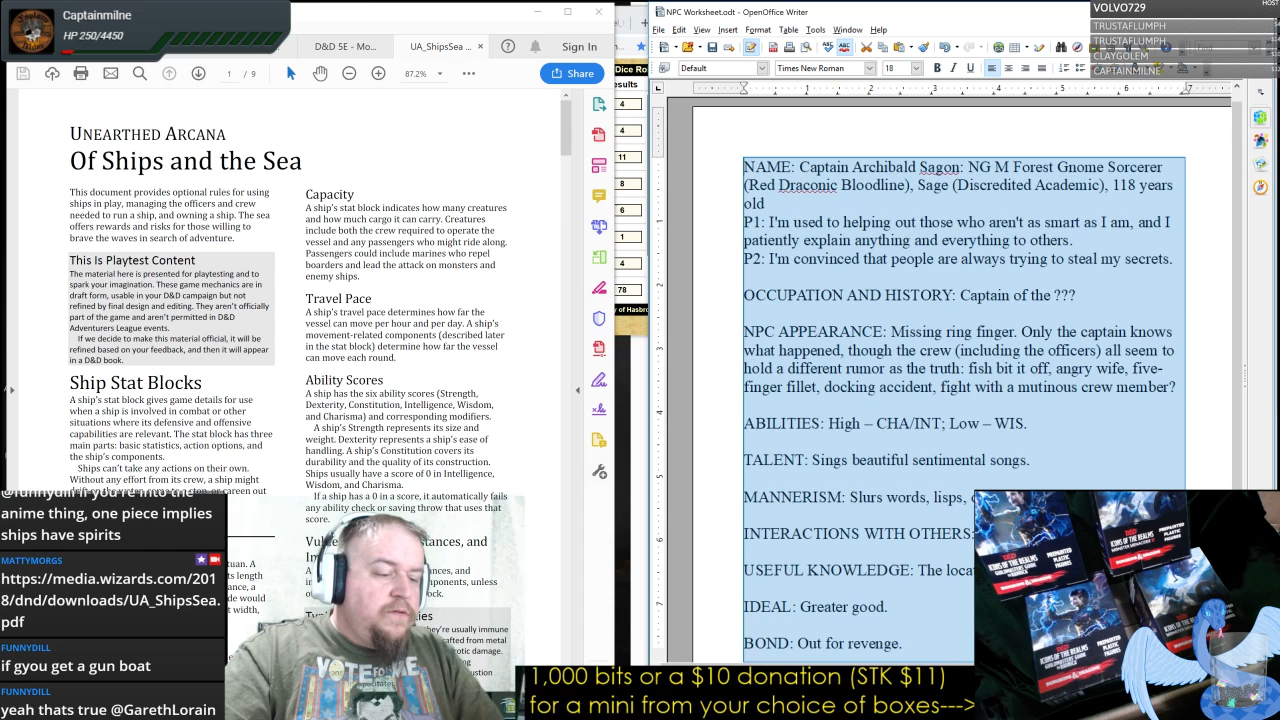 Captainmilne
HP 250/4450
D&D 5E - Mo...
UA_ShipsSea ...
Sign In
1 / 9
87.2%
Share
UNEARTHED ARCANA
Of Ships and the Sea
This document provides optional rules for using
ships in play, managing the officers and crew
needed to run a ship, and owning a ship. The sea
offers rewards and risks for those willing to
brave the waves in search of adventure.
This Is Playtest Content
The material here is presented for playtesting and to
spark your imagination. These game mechanics are in
draft form, usable in your D&D campaign but not
refined by final design and editing. They aren't officially
part of the game and aren't permitted in D&D
Adventurers League events.
If we decide to make this material official, it will be
refined based on your feedback, and then it will appear
in a D&D book.
Ship Stat Blocks
A ship's stat block gives game details for use
when a ship is involved in combat or other
situations where its defensive and offensive
capabilities are relevant. The stat block has three
main parts: basic statistics, action options, and
the ship's components.
Ships can't take any actions on their own.
Without any effort from its crew, a ship might
Capacity
A ship's stat block indicates how many creatures
and how much cargo it can carry. Creatures
include both the crew required to operate the
vessel and any passengers who might ride along.
Passengers could include marines who repel
boarders and lead the attack on monsters and
enemy ships.
Travel Pace
A ship's travel pace determines how far the
vessel can move per hour and per day. A ship's
movement-related components (described later
in the stat block) determine how far the vessel
can move each round.
Ability Scores
A ship has the six ability scores (Strength,
Dexterity, Constitution, Intelligence, Wisdom,
and Charisma) and corresponding modifiers.
A ship's Strength represents its size and
weight. Dexterity represents a ship's ease of
handling. A ship's Constitution covers its
durability and the quality of its construction.
Ships usually have a score of 0 in Intelligence,
Wisdom, and Charisma.
If a ship has a 0 in a score, it automatically fails
any ability check or saving throw that uses that
score.
Dice Ro
sults
4
4
11
8
6
1
4
78
y of Hasbro
NPC Worksheet.odt - OpenOffice Writer
File Edit View Insert Format Table Tools Window Help
Default
Times New Roman
18
NAME: Captain Archibald Sagon: NG M Forest Gnome Sorcerer
(Red Draconic Bloodline), Sage (Discredited Academic), 118 years
old
P1: I'm used to helping out those who aren't as smart as I am, and I
patiently explain anything and everything to others.
P2: I'm convinced that people are always trying to steal my secrets.
OCCUPATION AND HISTORY: Captain of the ???
NPC APPEARANCE: Missing ring finger. Only the captain knows
what happened, though the crew (including the officers) all seem to
hold a different rumor as the truth: fish bit it off, angry wife, five-
finger fillet, docking accident, fight with a mutinous crew member?
ABILITIES: High – CHA/INT; Low – WIS.
TALENT: Sings beautiful sentimental songs.
MANNERISM: Slurs words, lisps,
INTERACTIONS WITH OTHERS:
USEFUL KNOWLEDGE: The locat
IDEAL: Greater good.
BOND: Out for revenge.
VOLVO729
HOST
TRUSTAFLUMPH
TRUSTAFLUMPH
CLAYGOLEM
CAPTAINMILNE
anime thing, one piece implies
ships have spirits
MATTYMORGS
https://media.wizards.com/201
8/dnd/downloads/UA_ShipsSea.
pdf
FUNNYDILL
if gyou get a gun boat
FUNNYDILL
yeah thats true @GarethLorain
1,000 bits or a $10 donation (STK $11)
for a mini from your choice of boxes--->